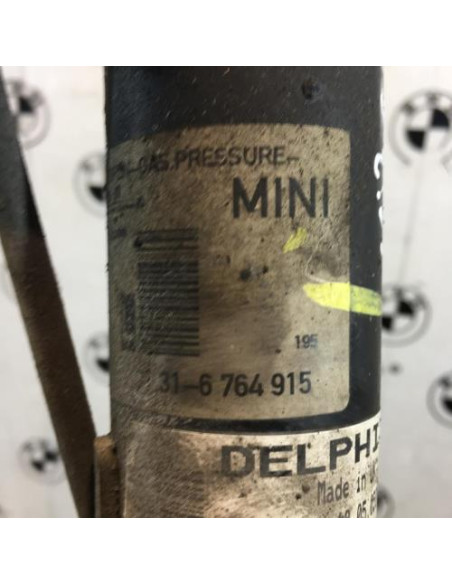 GAS.PRESSURE-
MINI
195
31-6 764 915
DELPHI
Made in